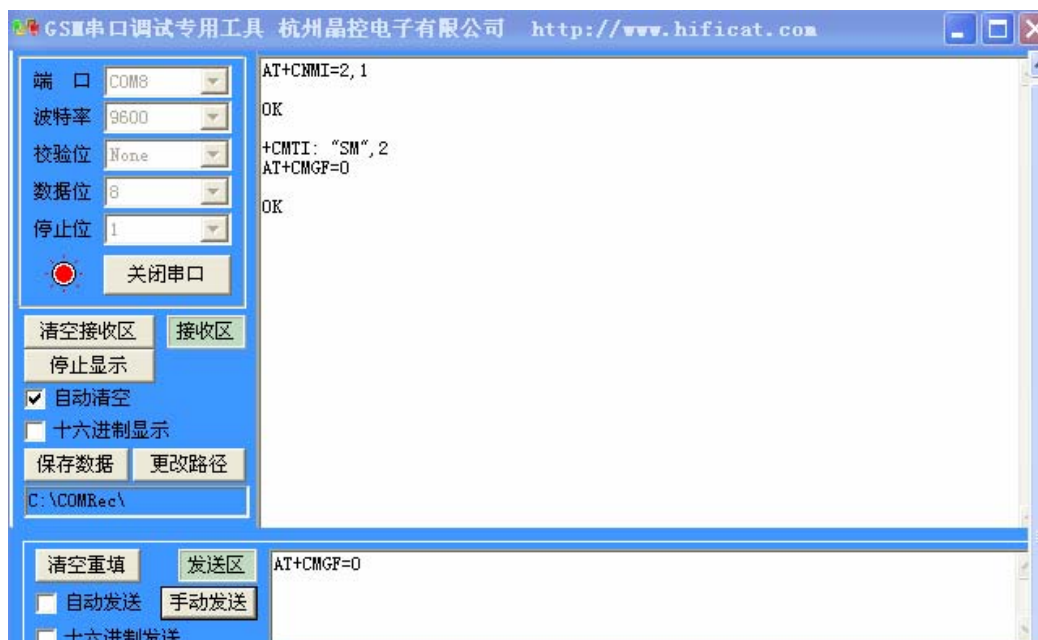 GSM串口调试专用工具 杭州晶控电子有限公司 http://www.hificat.com
端 口 COM8
波特率 9600
校验位 None
数据位 8
停止位 1
关闭串口
清空接收区 接收区
停止显示
自动清空
十六进制显示
保存数据 更改路径
C:\COMRec\
AT+CNMI=2,1
OK
+CMTI: "SM",2
AT+CMGF=0
OK
清空重填 发送区
自动发送 手动发送
十六进制发送
AT+CMGF=0